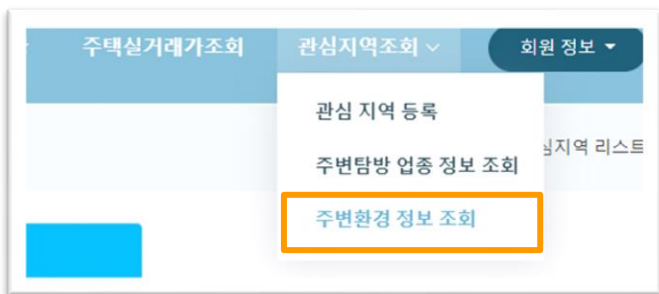 주택실거래가조회 관심지역조회 회원 정보
관심 지역 등록
심지역 리스트
주변탐방 업종 정보 조회
주변환경 정보 조회